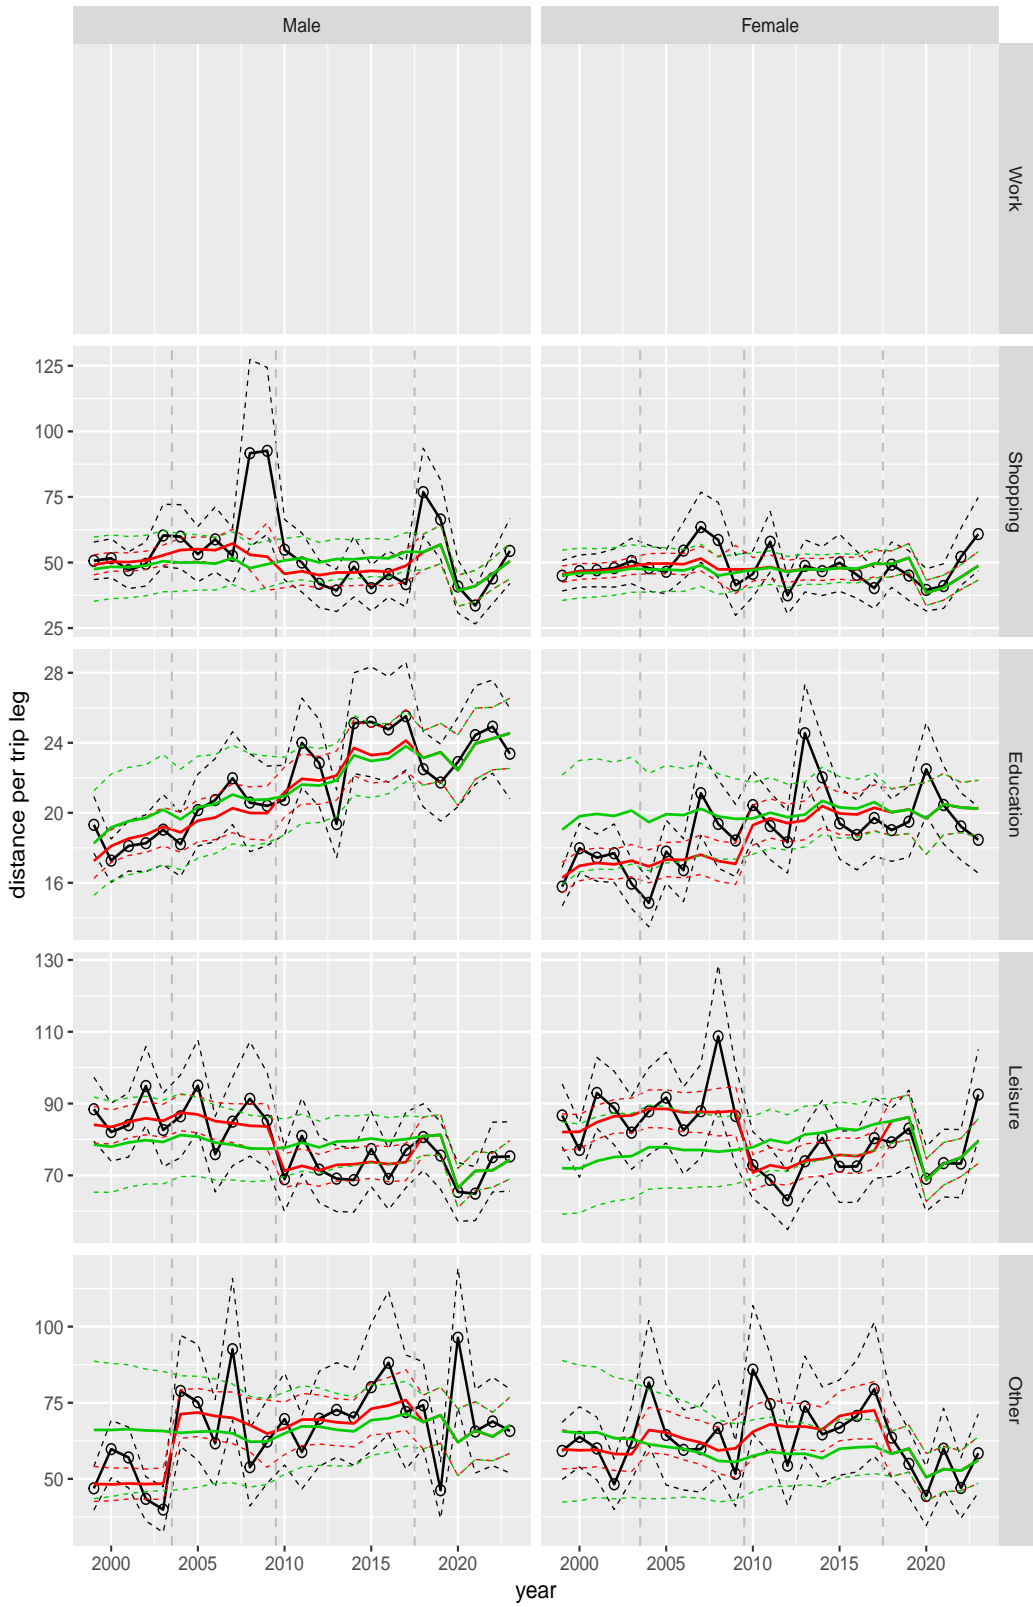 Male Female
Work
125
100
75
50
25
Shopping
28
24
20
16
Education
distance per trip leg
130
110
90
70
Leisure
100
75
50
Other
2000 2005 2010 2015 2020 2000 2005 2010 2015 2020
year